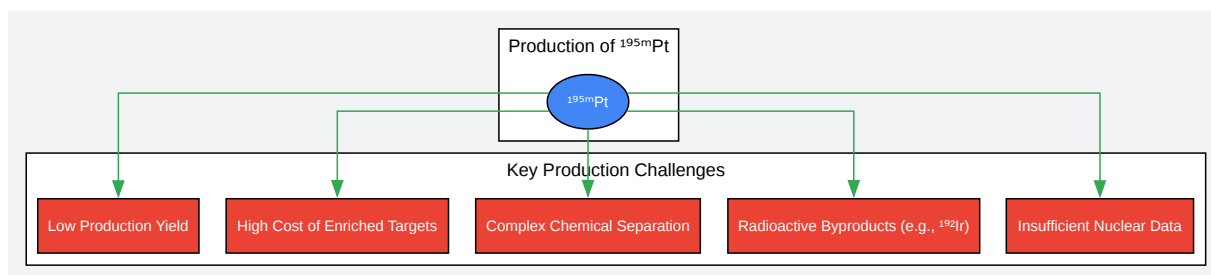 Production of ¹⁹⁵ᵐPt
¹⁹⁵ᵐPt
Key Production Challenges
Low Production Yield
High Cost of Enriched Targets
Complex Chemical Separation
Radioactive Byproducts (e.g., ¹⁹²Ir)
Insufficient Nuclear Data